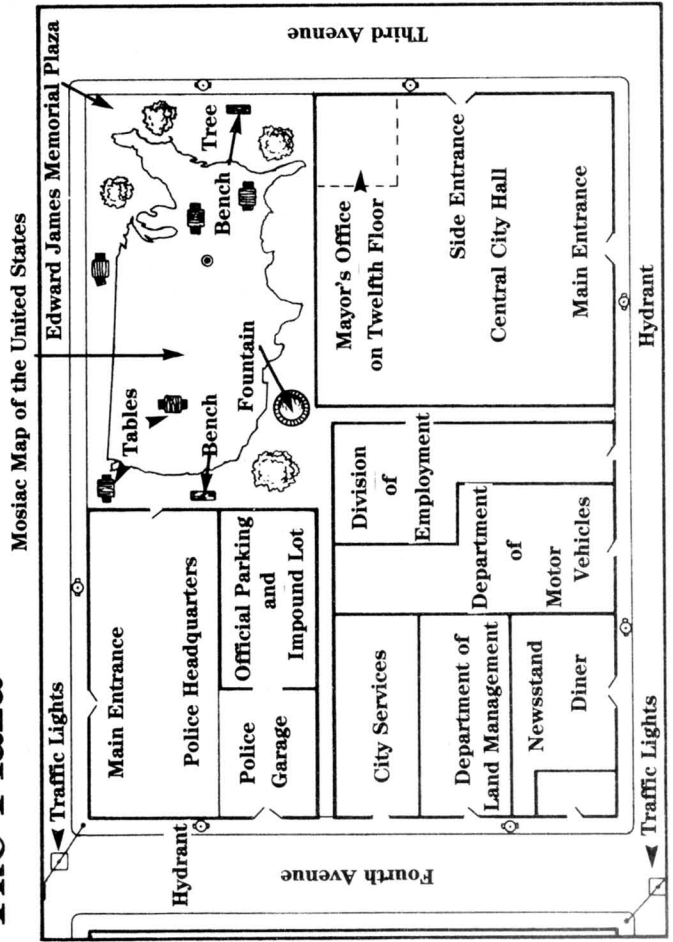 Mosiac Map of the United States
Edward James Memorial Plaza
Traffic Lights
Third Avenue
Tree
Bench
Tables
Bench
Fountain
Main Entrance
Police Headquarters
Official Parking
and
Impound Lot
Police
Garage
Hydrant
Mayor's Office
on Twelfth Floor
Side Entrance
Central City Hall
Main Entrance
Division
of
Employment
Department
of
Motor
Vehicles
City Services
Department of
Land Management
Newsstand
Diner
Fourth Avenue
Hydrant
Traffic Lights